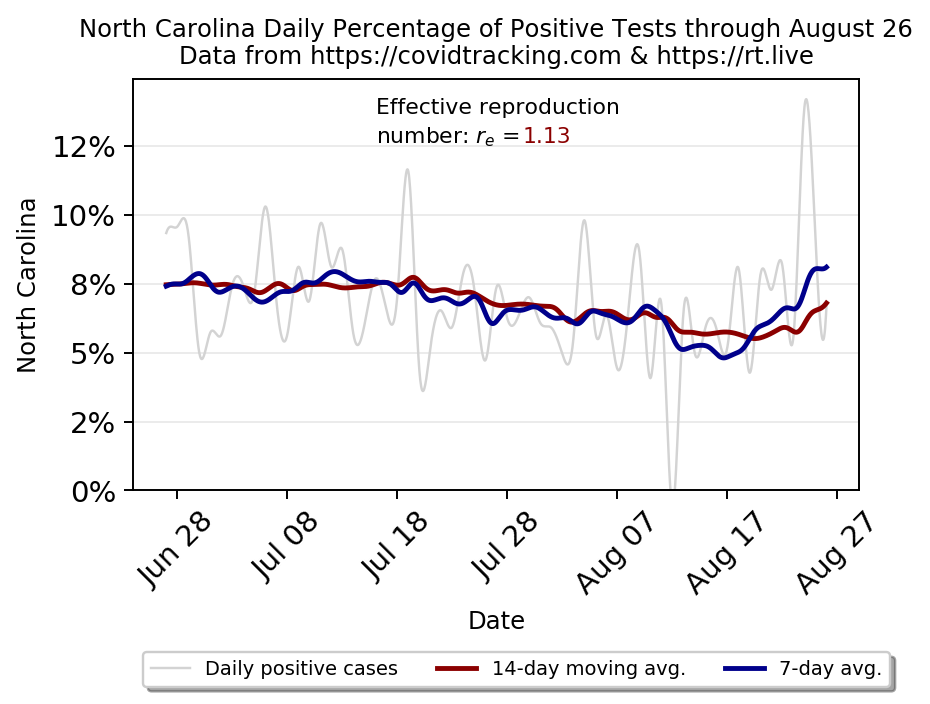 North Carolina Daily Percentage of Positive Tests through August 26
Data from https://covidtracking.com & https://rt.live
Effective reproduction
number: rₑ = 1.13
12%
10%
8%
5%
2%
0%
North Carolina
Jun 28
Jul 08
Jul 18
Jul 28
Aug 07
Aug 17
Aug 27
Date
Daily positive cases
14-day moving avg.
7-day avg.